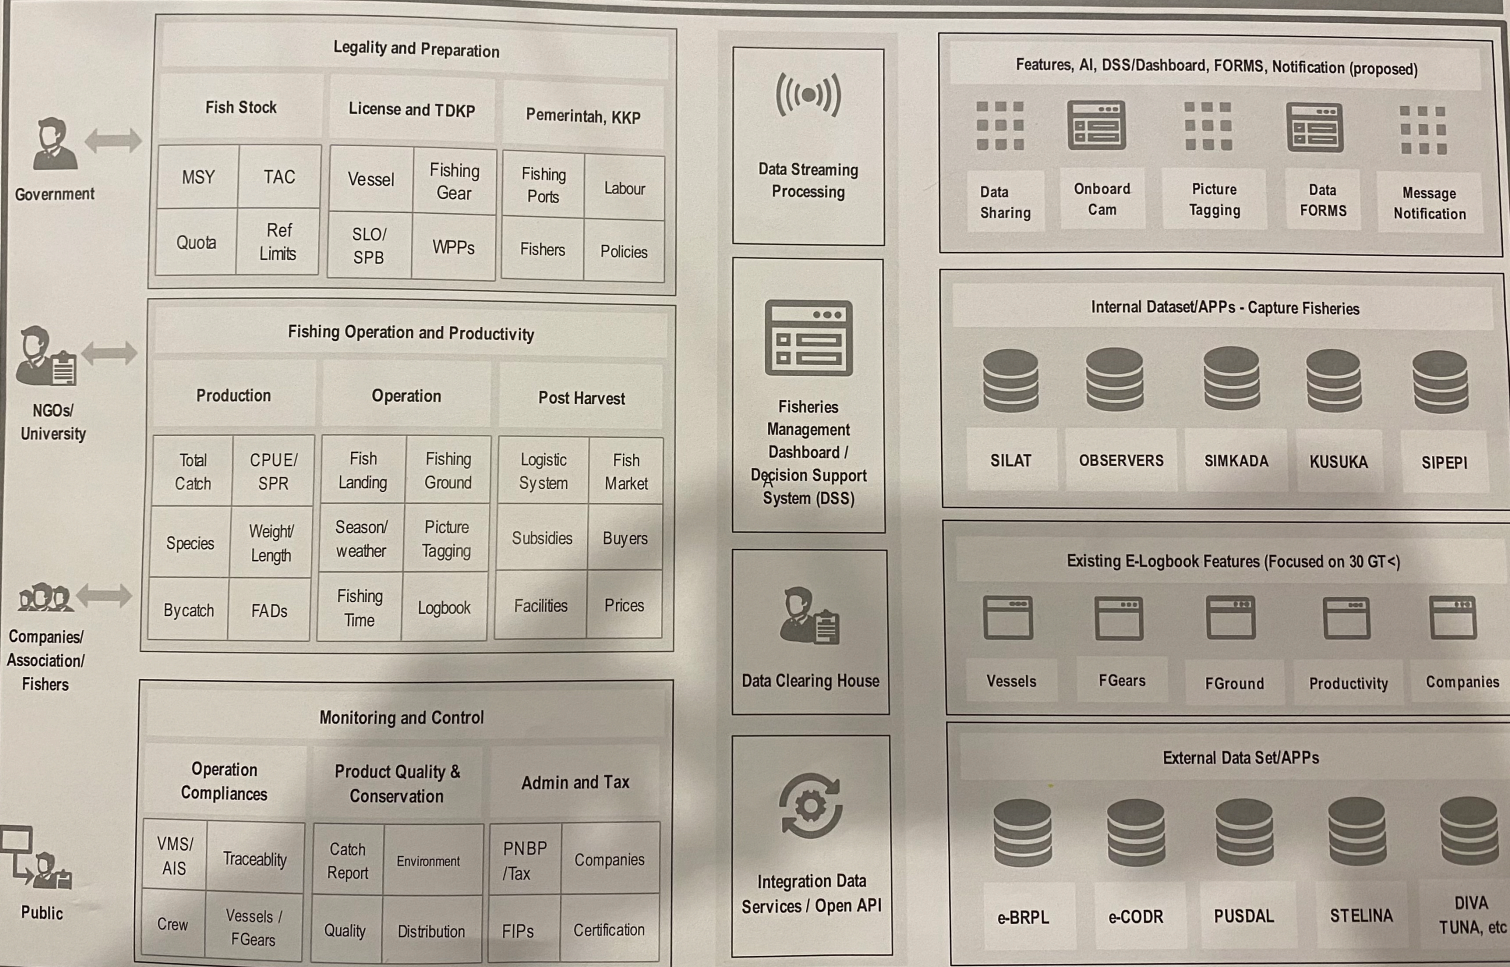 Government
NGOs/
University
Companies/
Association/
Fishers
Public
Legality and Preparation
Fish Stock
License and TDKP
Pemerintah, KKP
MSY
TAC
Vessel
Fishing
Gear
Fishing
Ports
Labour
Quota
Ref
Limits
SLO/
SPB
WPPs
Fishers
Policies
Fishing Operation and Productivity
Production
Operation
Post Harvest
Total
Catch
CPUE/
SPR
Fish
Landing
Fishing
Ground
Logistic
System
Fish
Market
Species
Weight/
Length
Season/
weather
Picture
Tagging
Subsidies
Buyers
Bycatch
FADs
Fishing
Time
Logbook
Facilities
Prices
Monitoring and Control
Operation
Compliances
Product Quality &
Conservation
Admin and Tax
VMS/
AIS
Traceablity
Catch
Report
Environment
PNBP
/Tax
Companies
Crew
Vessels /
FGears
Quality
Distribution
FIPs
Certification
Data Streaming
Processing
Fisheries
Management
Dashboard /
Decision Support
System (DSS)
Data Clearing House
Integration Data
Services / Open API
Features, AI, DSS/Dashboard, FORMS, Notification (proposed)
Data
Sharing
Onboard
Cam
Picture
Tagging
Data
FORMS
Message
Notification
Internal Dataset/APPs - Capture Fisheries
SILAT
OBSERVERS
SIMKADA
KUSUKA
SIPEPI
Existing E-Logbook Features (Focused on 30 GT<)
Vessels
FGears
FGround
Productivity
Companies
External Data Set/APPs
e-BRPL
e-CODR
PUSDAL
STELINA
DIVA
TUNA, etc